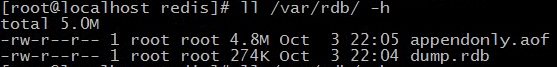 [root@localhost redis]# ll /var/rdb/ -h
total 5.0M
-rw-r--r-- 1 root root 4.8M Oct  3 22:05 appendonly.aof
-rw-r--r-- 1 root root 274K Oct  3 22:04 dump.rdb